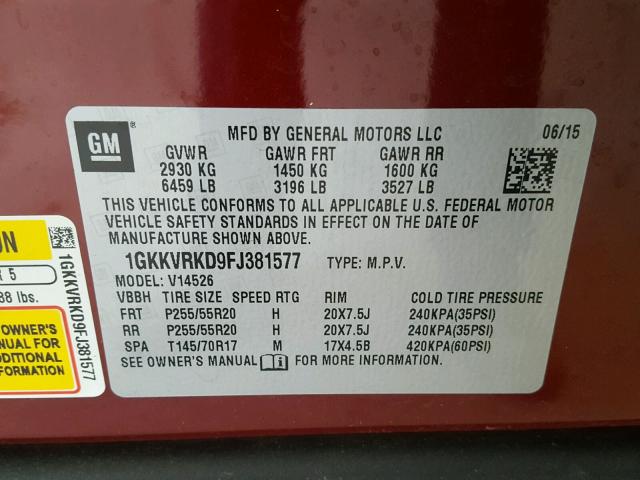 GM
MFD BY GENERAL MOTORS LLC 06/15
GVWR GAWR FRT GAWR RR
2930 KG 1450 KG 1600 KG
6459 LB 3196 LB 3527 LB
THIS VEHICLE CONFORMS TO ALL APPLICABLE U.S. FEDERAL MOTOR
VEHICLE SAFETY STANDARDS IN EFFECT ON THE DATE OF
MANUFACTURE SHOWN ABOVE.
1GKKVRKD9FJ381577 TYPE: M.P.V.
MODEL: V14526
VBBH TIRE SIZE SPEED RTG RIM COLD TIRE PRESSURE
FRT P255/55R20 H 20X7.5J 240KPA(35PSI)
RR P255/55R20 H 20X7.5J 240KPA(35PSI)
SPA T145/70R17 M 17X4.5B 420KPA(60PSI)
SEE OWNER'S MANUAL FOR MORE INFORMATION.
ON
R 5
88 lbs.
OWNER'S
MANUAL FOR
ADDITIONAL
INFORMATION
1GKKVRKD9FJ381577